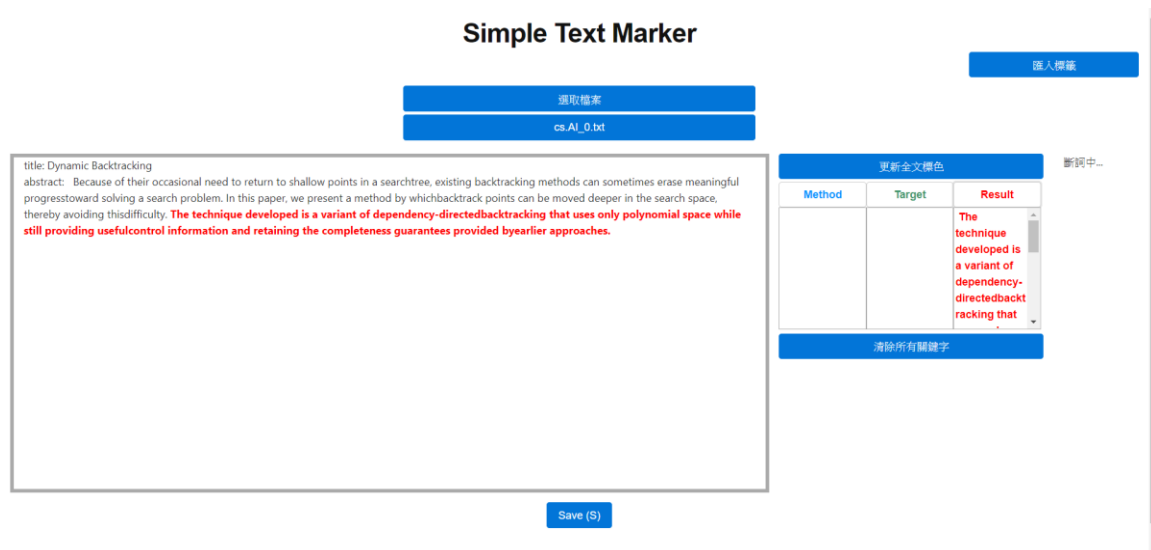 Simple Text Marker
匯入標籤
選取檔案
cs.AI_0.txt
title: Dynamic Backtracking
abstract: Because of their occasional need to return to shallow points in a searchtree, existing backtracking methods can sometimes erase meaningful
progresstoward solving a search problem. In this paper, we present a method by whichbacktrack points can be moved deeper in the search space,
thereby avoiding thisdifficulty. The technique developed is a variant of dependency-directedbacktracking that uses only polynomial space while
still providing usefulcontrol information and retaining the completeness guarantees provided byearlier approaches.
更新全文標色
斷詞中...
Method Target Result
The
technique
developed is
a variant of
dependency-
directedbackt
racking that
清除所有關鍵字
Save (S)